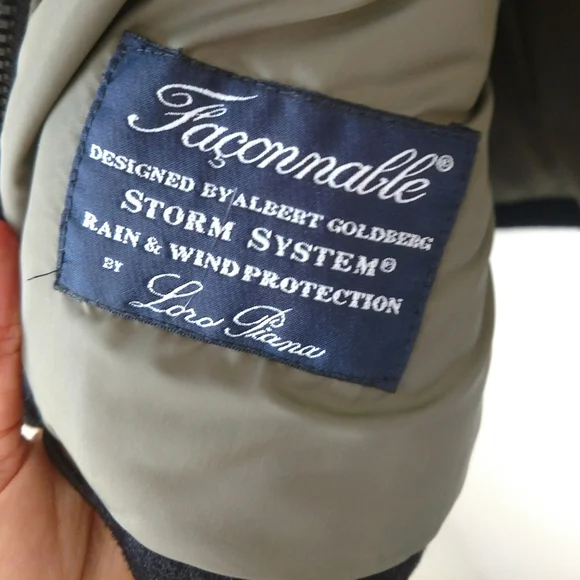 Façonnable®
DESIGNED BY ALBERT GOLDBERG
STORM SYSTEM®
RAIN & WIND PROTECTION
BY Loro Piana